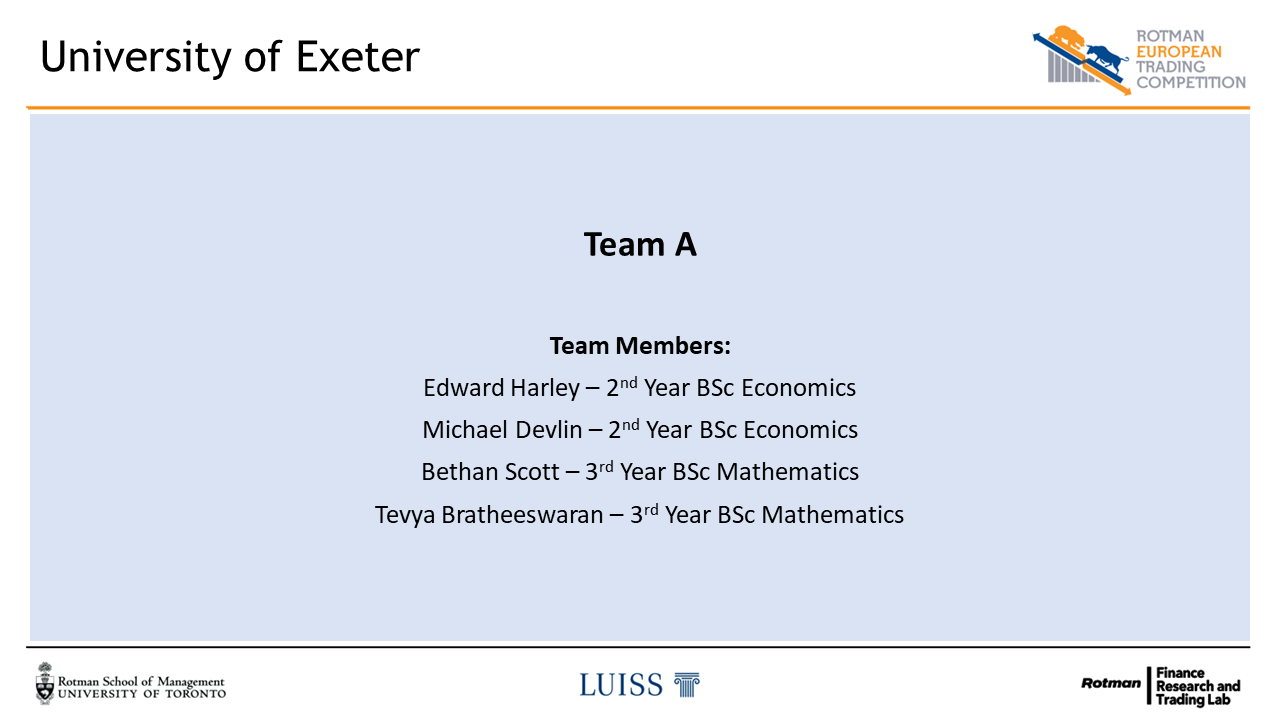 University of Exeter
ROTMAN
EUROPEAN
TRADING
COMPETITION
Team A
Team Members:
Edward Harley – 2nd Year BSc Economics
Michael Devlin – 2nd Year BSc Economics
Bethan Scott – 3rd Year BSc Mathematics
Tevya Bratheeswaran – 3rd Year BSc Mathematics
Rotman School of Management
UNIVERSITY OF TORONTO
LUISS
Rotman
Finance
Research and
Trading Lab